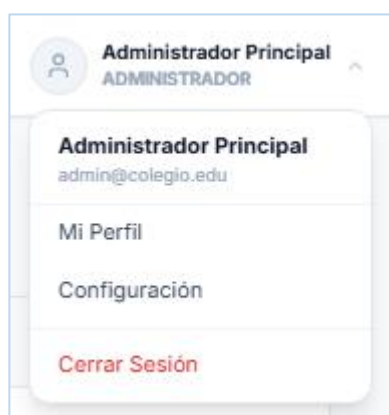 Administrador Principal
ADMINISTRADOR
Administrador Principal
admin@colegio.edu
Mi Perfil
Configuración
Cerrar Sesión